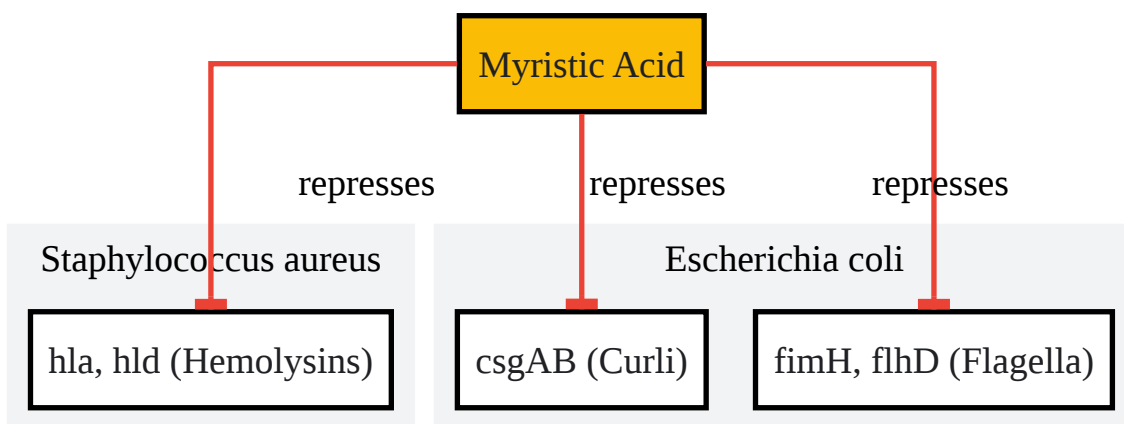 Myristic Acid
represses
represses
represses
Staphylococcus aureus
Escherichia coli
hla, hld (Hemolysins)
csgAB (Curli)
fimH, flhD (Flagella)